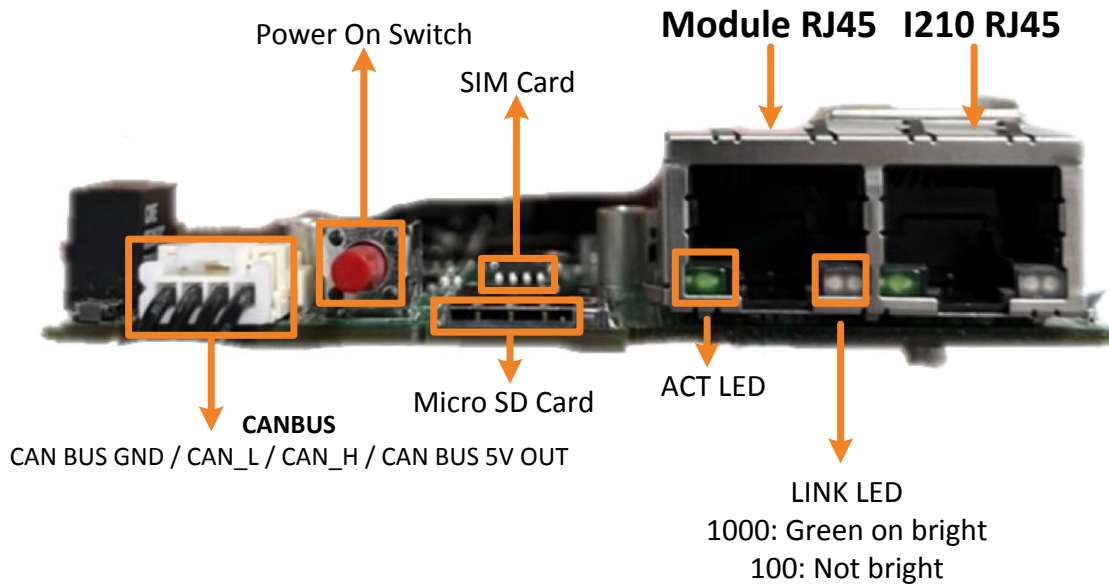 Module RJ45 I210 RJ45
Power On Switch
SIM Card
ACT LED
Micro SD Card
CANBUS
CAN BUS GND / CAN_L / CAN_H / CAN BUS 5V OUT
LINK LED
1000: Green on bright
100: Not bright